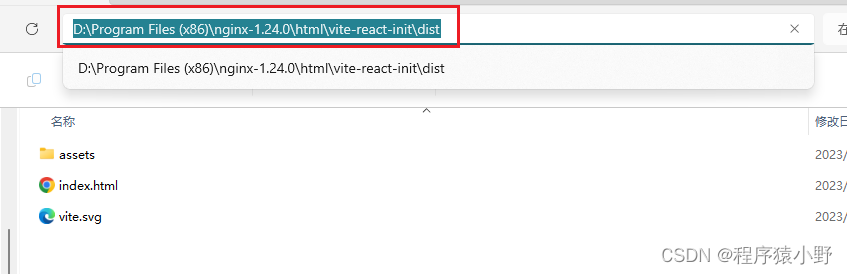 D:\Program Files (x86)\nginx-1.24.0\html\vite-react-init\dist
在
D:\Program Files (x86)\nginx-1.24.0\html\vite-react-init\dist
名称
修改日
assets
2023/
index.html
2023/
vite.svg
2023/
CSDN @程序猿小野